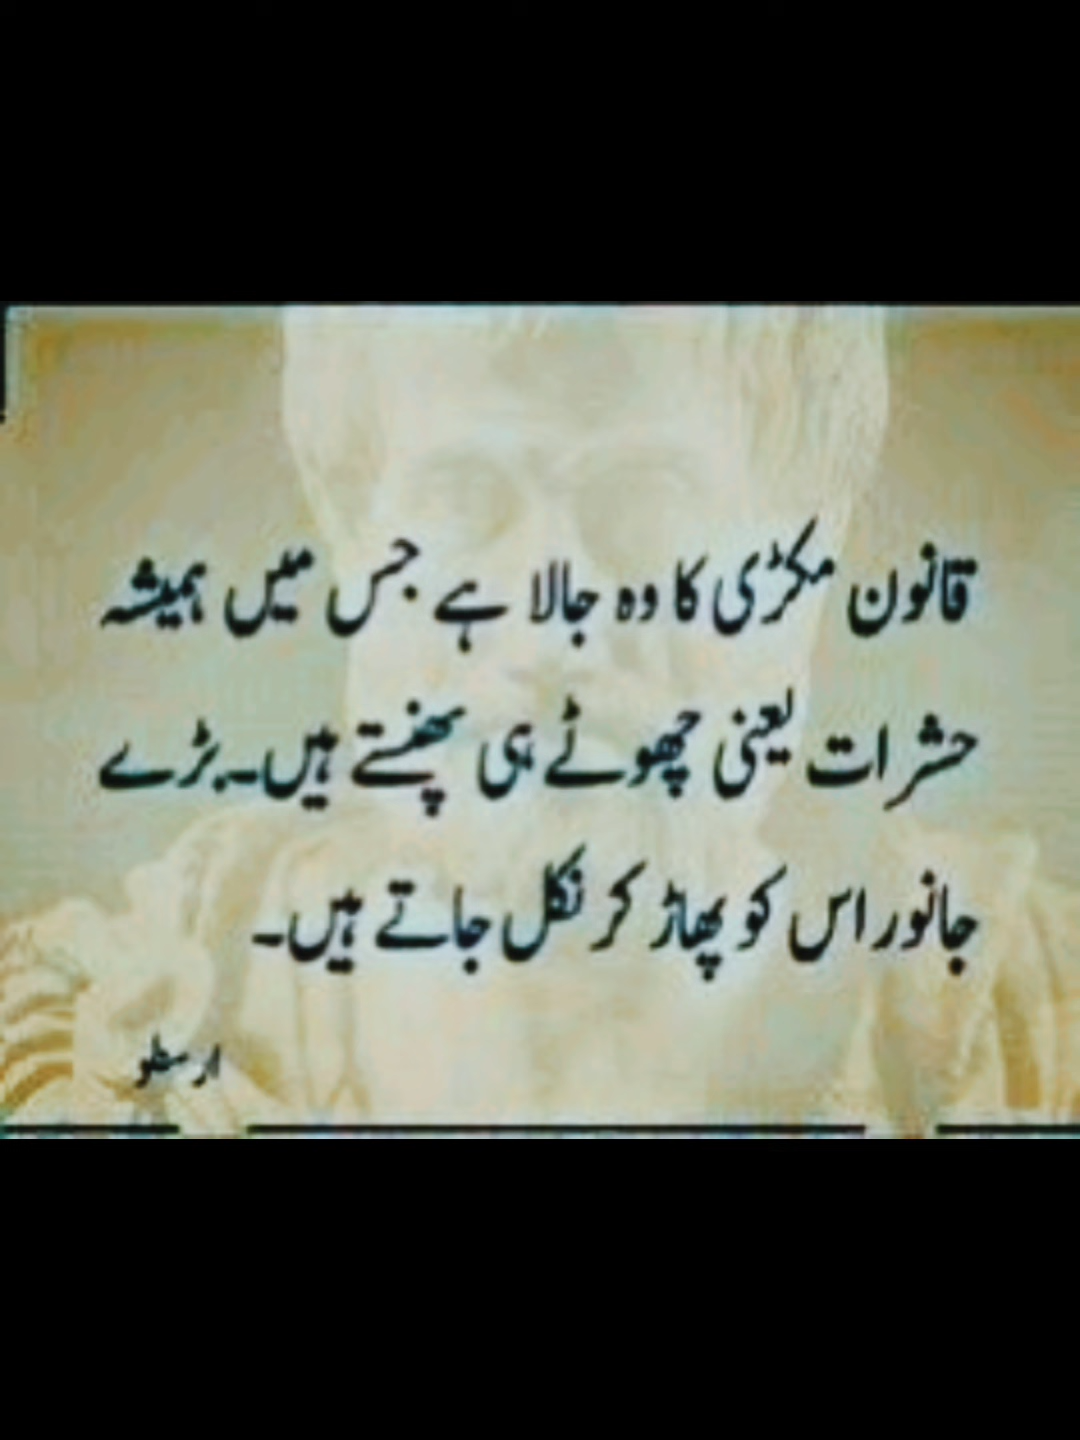 قانون مکڑی کا وہ جالا ہے جس میں ہمیشہ
حشرات یعنی چھوٹے ہی پھنستے ہیں۔بڑے
جانور اس کو پھاڑ کر نکل جاتے ہیں۔
ارسطو